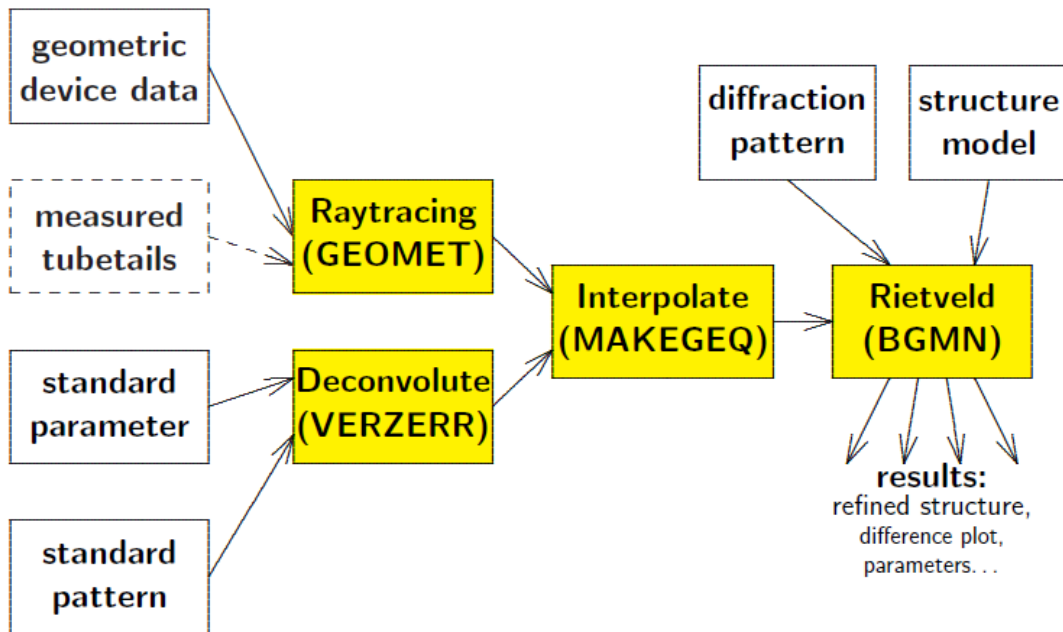 geometric
device data
measured
tubetails
standard
parameter
standard
pattern
Raytracing
(GEOMET)
Deconvolute
(VERZERR)
Interpolate
(MAKEGEQ)
diffraction
pattern
structure
model
Rietveld
(BGMN)
results:
refined structure,
difference plot,
parameters...